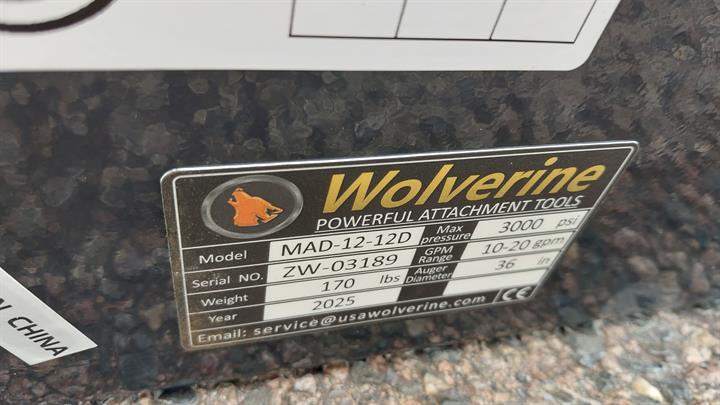 Wolverine
POWERFUL ATTACHMENT TOOLS
Model MAD-12-12D Max pressure 3000 psi
Serial NO. ZW-03189 GPM Range 10-20 gpm
Weight 170 lbs Auger Diameter 36 in
Year 2025
Email: service@usawolverine.com CE
N CHINA